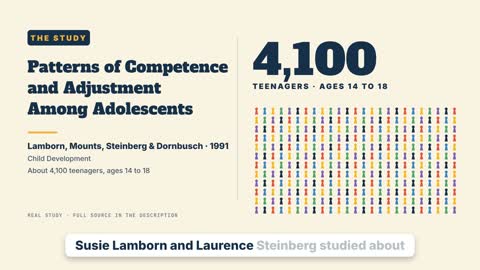 THE STUDY
Patterns of Competence
and Adjustment
Among Adolescents
Lamborn, Mounts, Steinberg & Dornbusch · 1991
Child Development
About 4,100 teenagers, ages 14 to 18
REAL STUDY · FULL SOURCE IN THE DESCRIPTION
4,100
TEENAGERS · AGES 14 TO 18
Susie Lamborn and Laurence Steinberg studied about